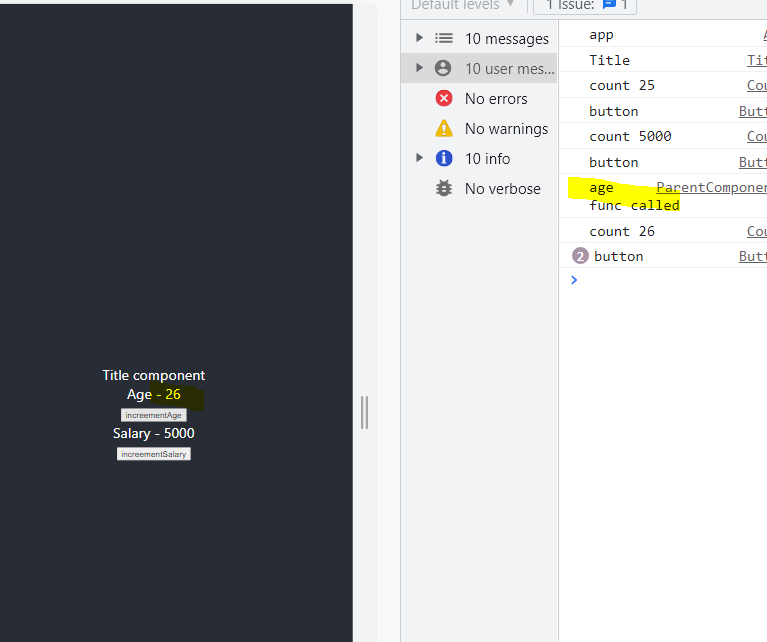 Default levels ▼
1 Issue: 1
10 messages
10 user mes...
No errors
No warnings
10 info
No verbose
app
Title
count 25
button
count 5000
button
age ParentComponen
func called
count 26
2 button
Title component
Age - 26
increementAge
Salary - 5000
increementSalary